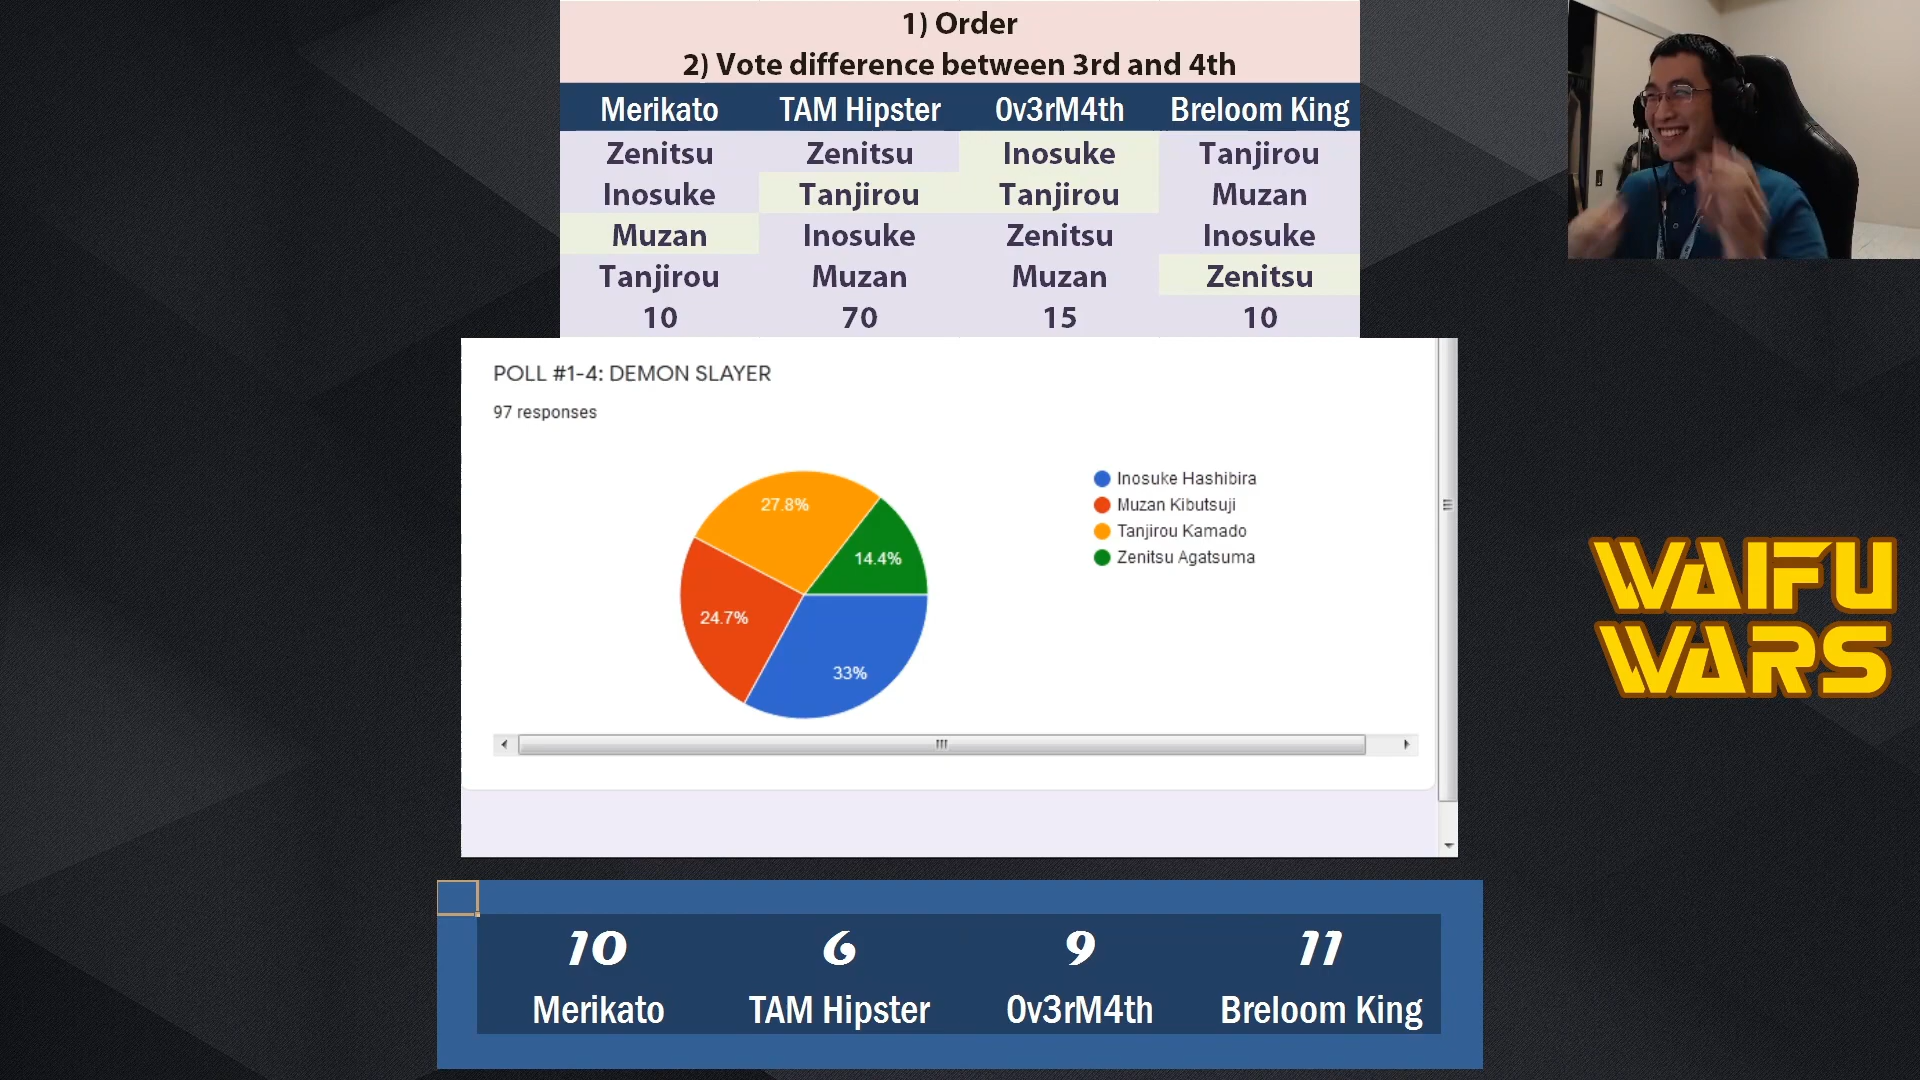 1) Order
2) Vote difference between 3rd and 4th
Merikato TAM Hipster 0v3rM4th Breloom King
Zenitsu Zenitsu Inosuke Tanjirou
Inosuke Tanjirou Tanjirou Muzan
Muzan Inosuke Zenitsu Inosuke
Tanjirou Muzan Muzan Zenitsu
10 70 15 10
POLL #1-4: DEMON SLAYER
97 responses
27.8%
14.4%
24.7%
33%
Inosuke Hashibira
Muzan Kibutsuji
Tanjirou Kamado
Zenitsu Agatsuma
WAIFU
WARS
10 6 9 11
Merikato TAM Hipster 0v3rM4th Breloom King